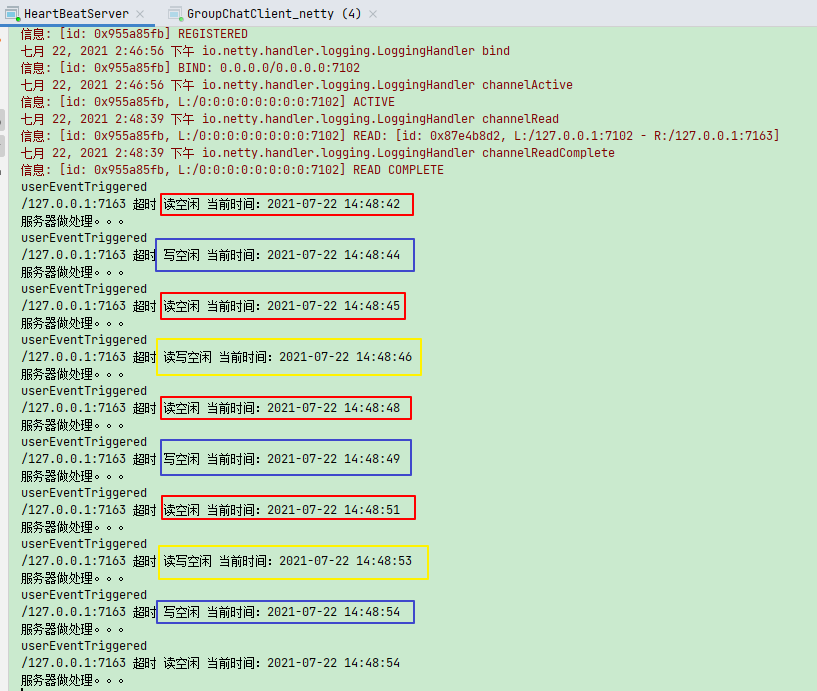 HeartBeatServer × GroupChatClient_netty (4) ×
信息: [id: 0x955a85fb] REGISTERED
七月 22, 2021 2:46:56 下午 io.netty.handler.logging.LoggingHandler bind
信息: [id: 0x955a85fb] BIND: 0.0.0.0/0.0.0.0:7102
七月 22, 2021 2:46:56 下午 io.netty.handler.logging.LoggingHandler channelActive
信息: [id: 0x955a85fb, L:/0:0:0:0:0:0:0:0:7102] ACTIVE
七月 22, 2021 2:48:39 下午 io.netty.handler.logging.LoggingHandler channelRead
信息: [id: 0x955a85fb, L:/0:0:0:0:0:0:0:0:7102] READ: [id: 0x87e4b8d2, L:/127.0.0.1:7102 - R:/127.0.0.1:7163]
七月 22, 2021 2:48:39 下午 io.netty.handler.logging.LoggingHandler channelReadComplete
信息: [id: 0x955a85fb, L:/0:0:0:0:0:0:0:0:7102] READ COMPLETE
userEventTriggered
/127.0.0.1:7163 超时 读空闲 当前时间：2021-07-22 14:48:42
服务器做处理。。。
userEventTriggered
/127.0.0.1:7163 超时 写空闲 当前时间：2021-07-22 14:48:44
服务器做处理。。。
userEventTriggered
/127.0.0.1:7163 超时 读空闲 当前时间：2021-07-22 14:48:45
服务器做处理。。。
userEventTriggered
/127.0.0.1:7163 超时 读写空闲 当前时间：2021-07-22 14:48:46
服务器做处理。。。
userEventTriggered
/127.0.0.1:7163 超时 读空闲 当前时间：2021-07-22 14:48:48
服务器做处理。。。
userEventTriggered
/127.0.0.1:7163 超时 写空闲 当前时间：2021-07-22 14:48:49
服务器做处理。。。
userEventTriggered
/127.0.0.1:7163 超时 读空闲 当前时间：2021-07-22 14:48:51
服务器做处理。。。
userEventTriggered
/127.0.0.1:7163 超时 读写空闲 当前时间：2021-07-22 14:48:53
服务器做处理。。。
userEventTriggered
/127.0.0.1:7163 超时 写空闲 当前时间：2021-07-22 14:48:54
服务器做处理。。。
userEventTriggered
/127.0.0.1:7163 超时 读空闲 当前时间：2021-07-22 14:48:54
服务器做处理。。。